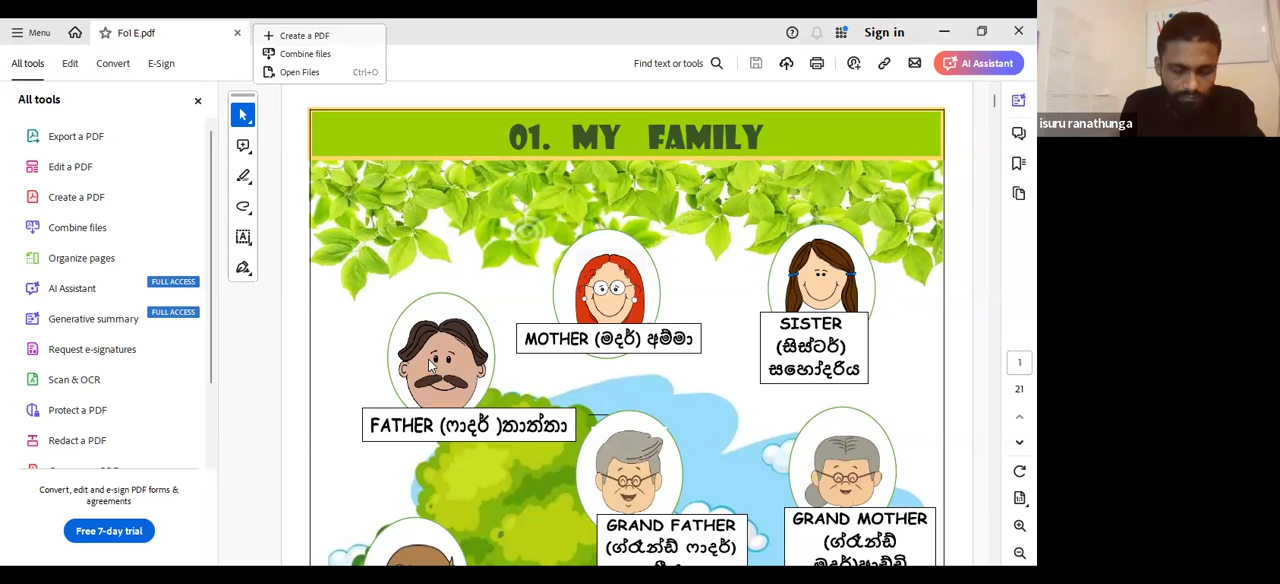 Menu
Fo1 E.pdf
Create a PDF
Combine files
Open Files Ctrl+O
Sign in
All tools Edit Convert E-Sign
Find text or tools
AI Assistant
All tools
Export a PDF
Edit a PDF
Create a PDF
Combine files
Organize pages
AI Assistant FULL ACCESS
Generative summary FULL ACCESS
Request e-signatures
Scan & OCR
Protect a PDF
Redact a PDF
Convert, edit and e-sign PDF forms &
agreements
Free 7-day trial
01. MY FAMILY
MOTHER (මදර්) අම්මා
SISTER
(සිස්ටර්)
සහෝදරිය
FATHER (ෆාදර් )තාත්තා
GRAND FATHER
(ග්රෑන්ඩ් ෆාදර්)
GRAND MOTHER
(ග්රෑන්ඩ්
මදර්)ආච්චි
1
21
isuru ranathunga